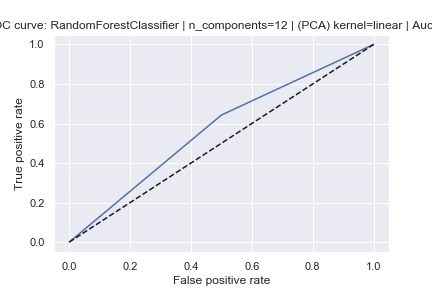 OC curve: RandomForestClassifier | n_components=12 | (PCA) kernel=linear | Auc
1.0
0.8
0.6
0.4
0.2
0.0
True positive rate
0.0 0.2 0.4 0.6 0.8 1.0
False positive rate